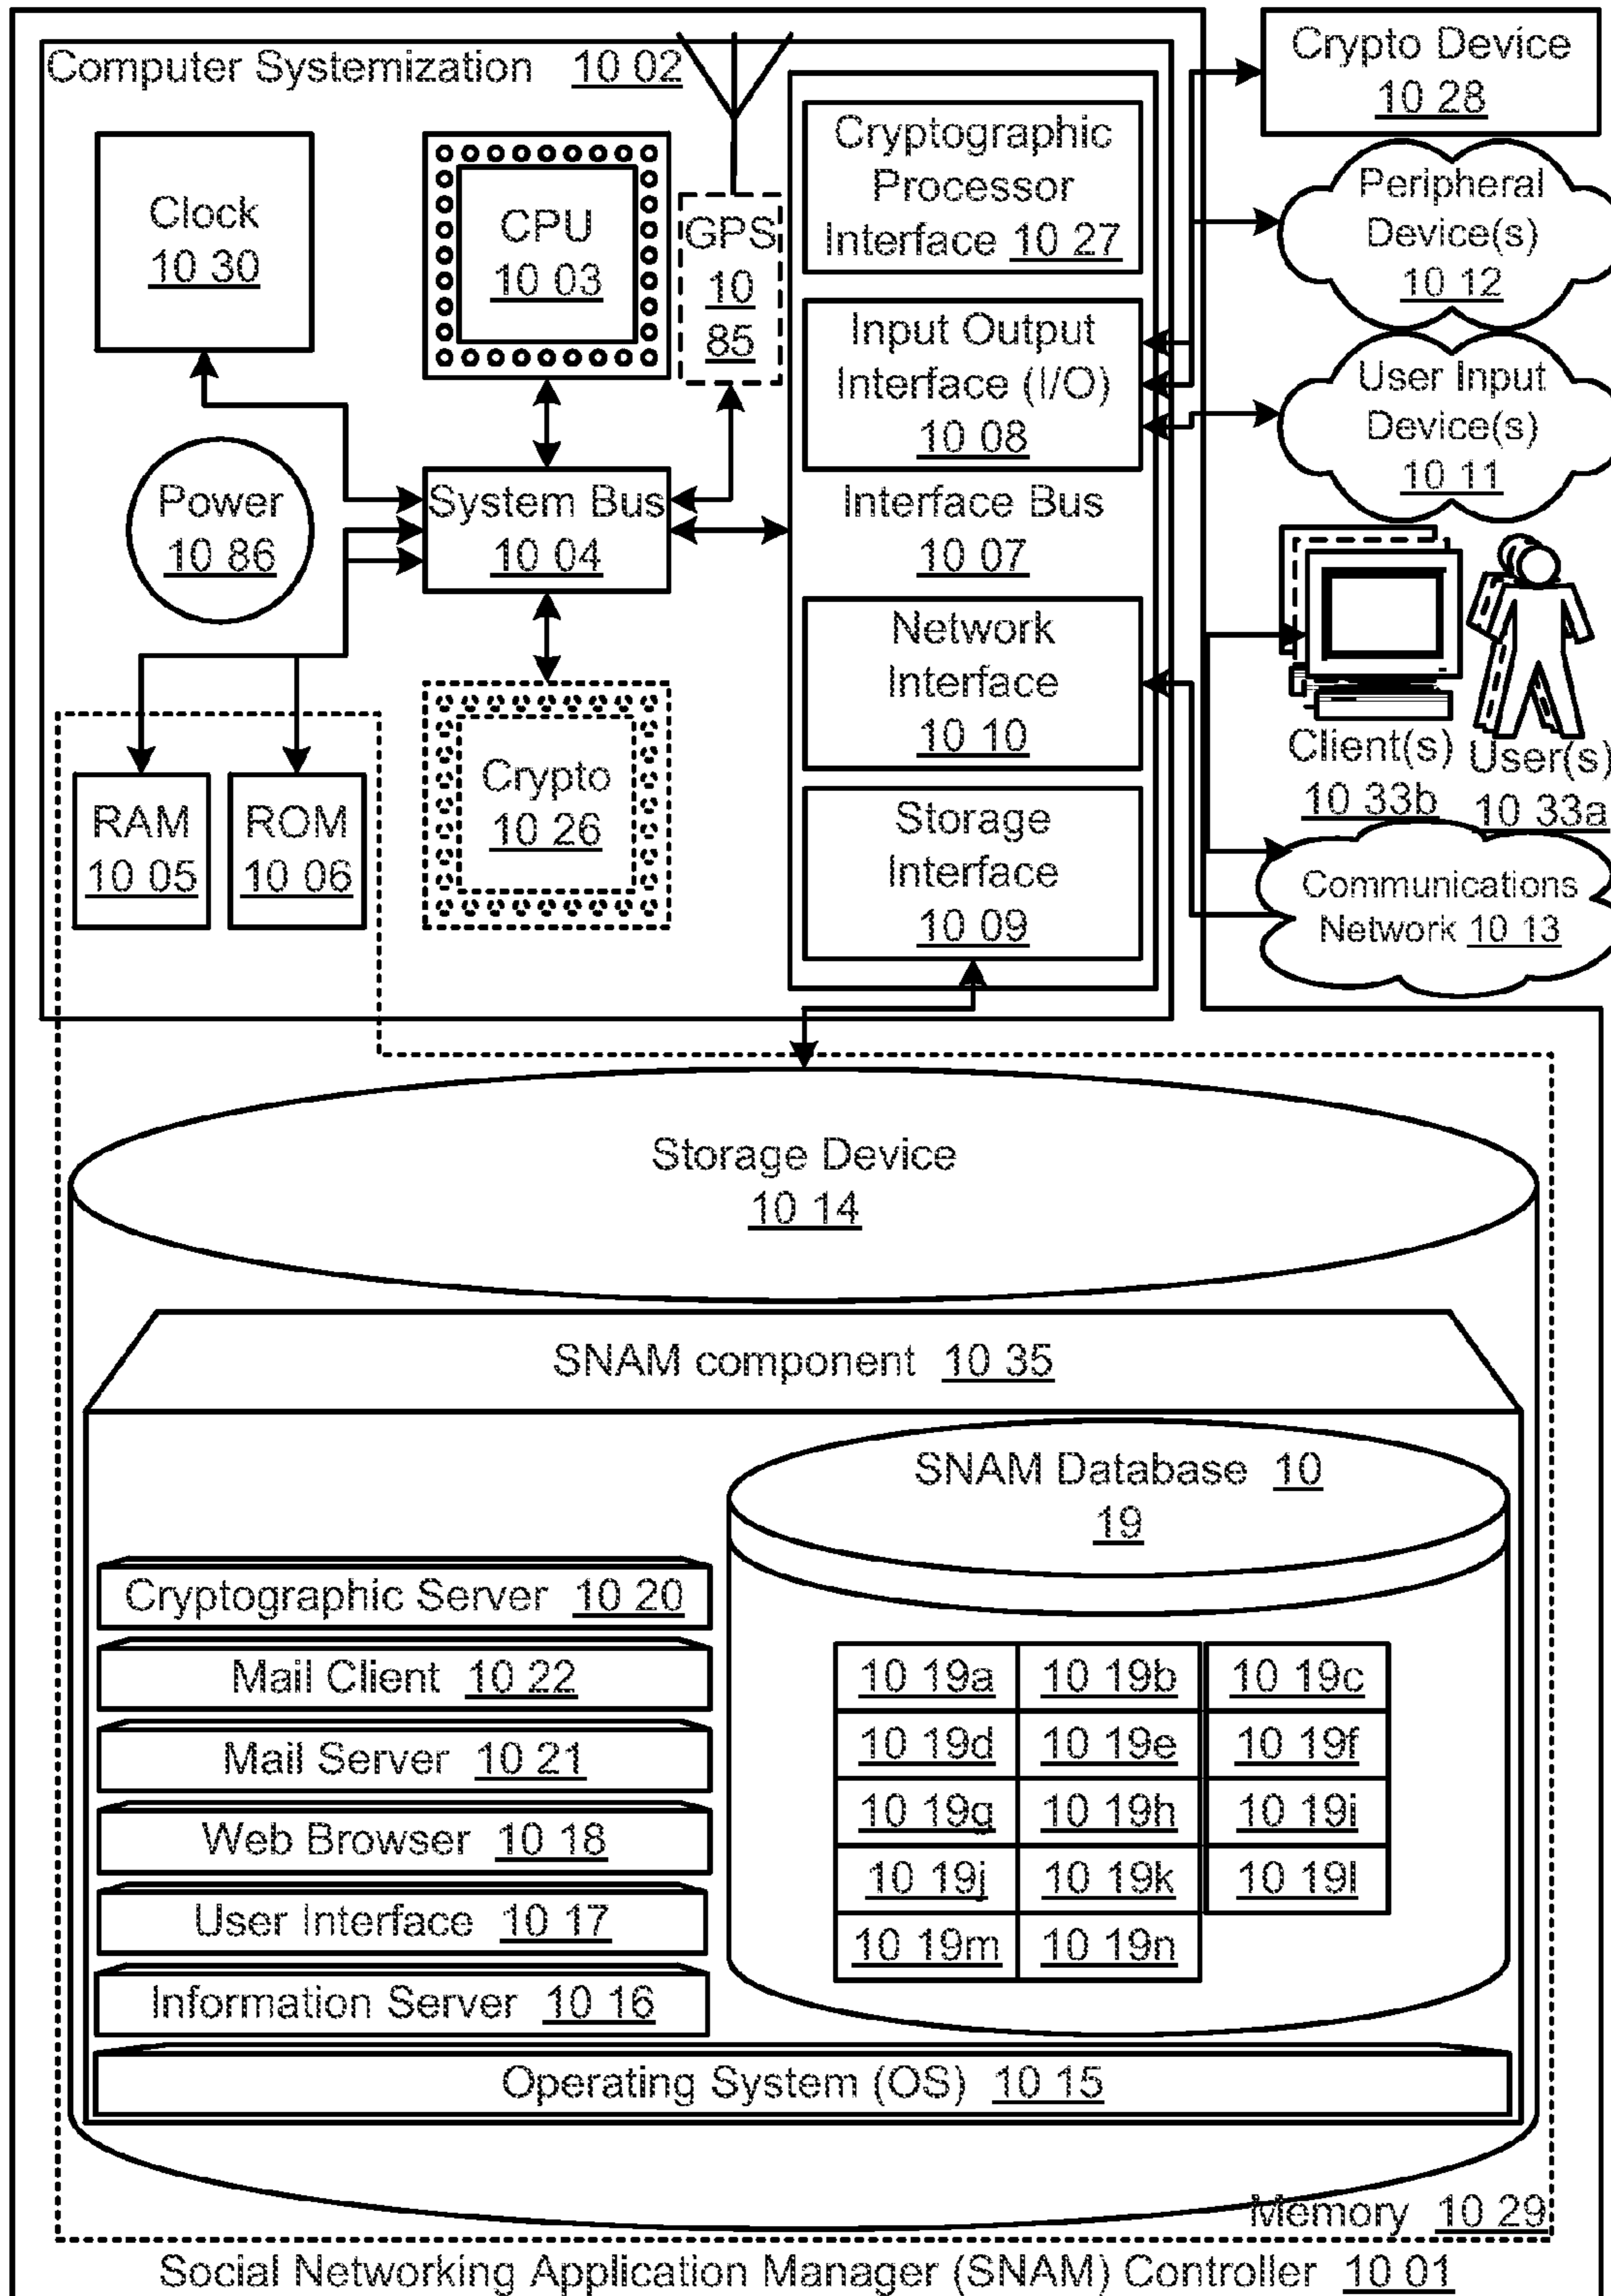 Computer Systemization 10 02
Clock
10 30
CPU
10 03
GPS
10
85
Cryptographic
Processor
Interface 10 27
Input Output
Interface (I/O)
10 08
Interface Bus
10 07
Network
Interface
10 10
Storage
Interface
10 09
Power
10 86
System Bus
10 04
Crypto
10 26
RAM
10 05
ROM
10 06
Crypto Device
10 28
Peripheral
Device(s)
10 12
User Input
Device(s)
10 11
Client(s)
10 33b
User(s)
10 33a
Communications
Network 10 13
Storage Device
10 14
SNAM component 10 35
SNAM Database 10
19
Cryptographic Server 10 20
Mail Client 10 22
Mail Server 10 21
Web Browser 10 18
User Interface 10 17
Information Server 10 16
10 19a 10 19b 10 19c
10 19d 10 19e 10 19f
10 19g 10 19h 10 19i
10 19j 10 19k 10 19l
10 19m 10 19n
Operating System (OS) 10 15
Memory 10 29
Social Networking Application Manager (SNAM) Controller 10 01